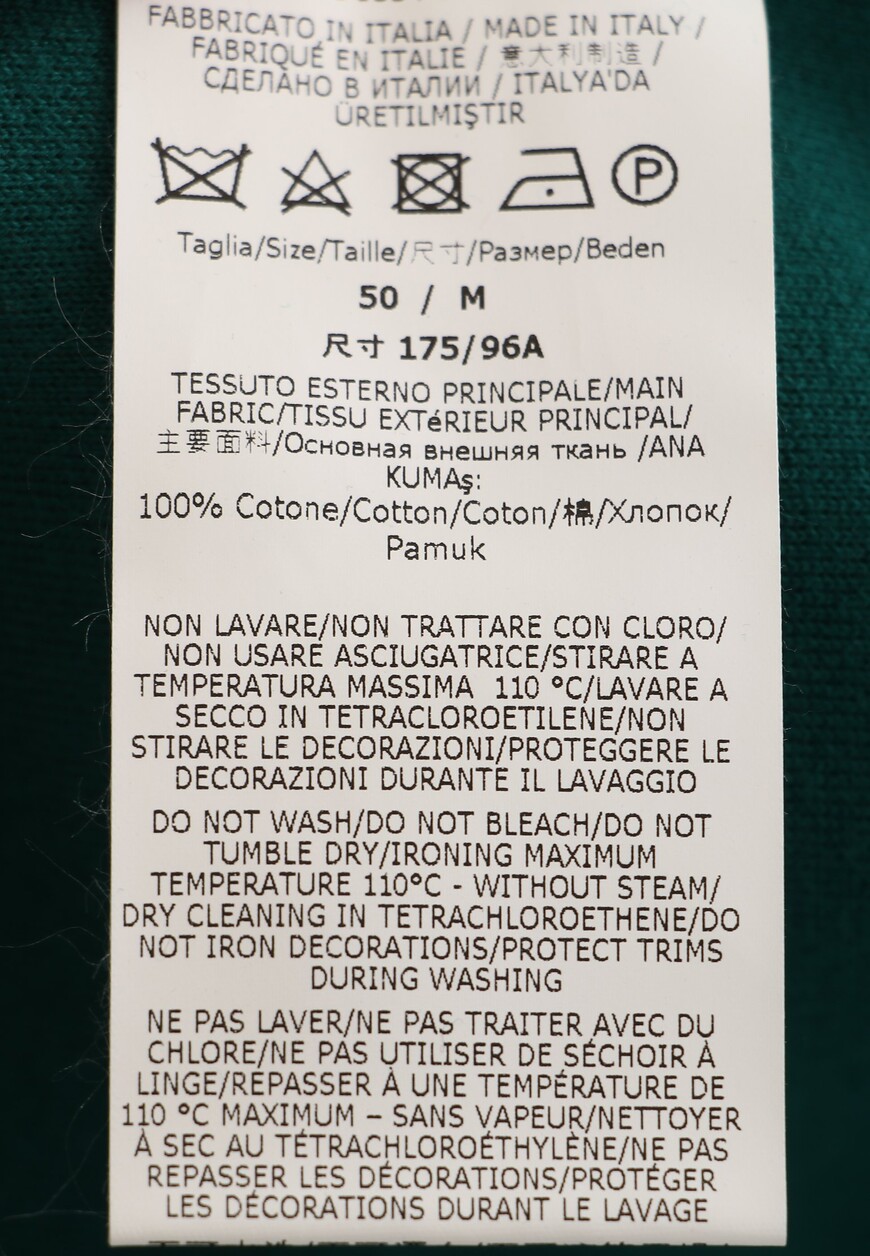 FABBRICATO IN ITALIA / MADE IN ITALY /
FABRIQUÉ EN ITALIE / 意大利制造 /
СДЕЛАНО В ИТАЛИИ / ITALYA'DA
ÜRETILMIŞTIR
P
Taglia/Size/Taille/尺寸/Размер/Beden
50 / M
尺寸 175/96A
TESSUTO ESTERNO PRINCIPALE/MAIN
FABRIC/TISSU EXTéRIEUR PRINCIPAL/
主要面料/Основная внешняя ткань /ANA
KUMAş:
100% Cotone/Cotton/Coton/棉/Хлопок/
Pamuk
NON LAVARE/NON TRATTARE CON CLORO/
NON USARE ASCIUGATRICE/STIRARE A
TEMPERATURA MASSIMA 110 °C/LAVARE A
SECCO IN TETRACLOROETILENE/NON
STIRARE LE DECORAZIONI/PROTEGGERE LE
DECORAZIONI DURANTE IL LAVAGGIO
DO NOT WASH/DO NOT BLEACH/DO NOT
TUMBLE DRY/IRONING MAXIMUM
TEMPERATURE 110°C - WITHOUT STEAM/
DRY CLEANING IN TETRACHLOROETHENE/DO
NOT IRON DECORATIONS/PROTECT TRIMS
DURING WASHING
NE PAS LAVER/NE PAS TRAITER AVEC DU
CHLORE/NE PAS UTILISER DE SÉCHOIR À
LINGE/REPASSER À UNE TEMPÉRATURE DE
110 °C MAXIMUM – SANS VAPEUR/NETTOYER
À SEC AU TÉTRACHLOROÉTHYLÈNE/NE PAS
REPASSER LES DÉCORATIONS/PROTÉGER
LES DÉCORATIONS DURANT LE LAVAGE